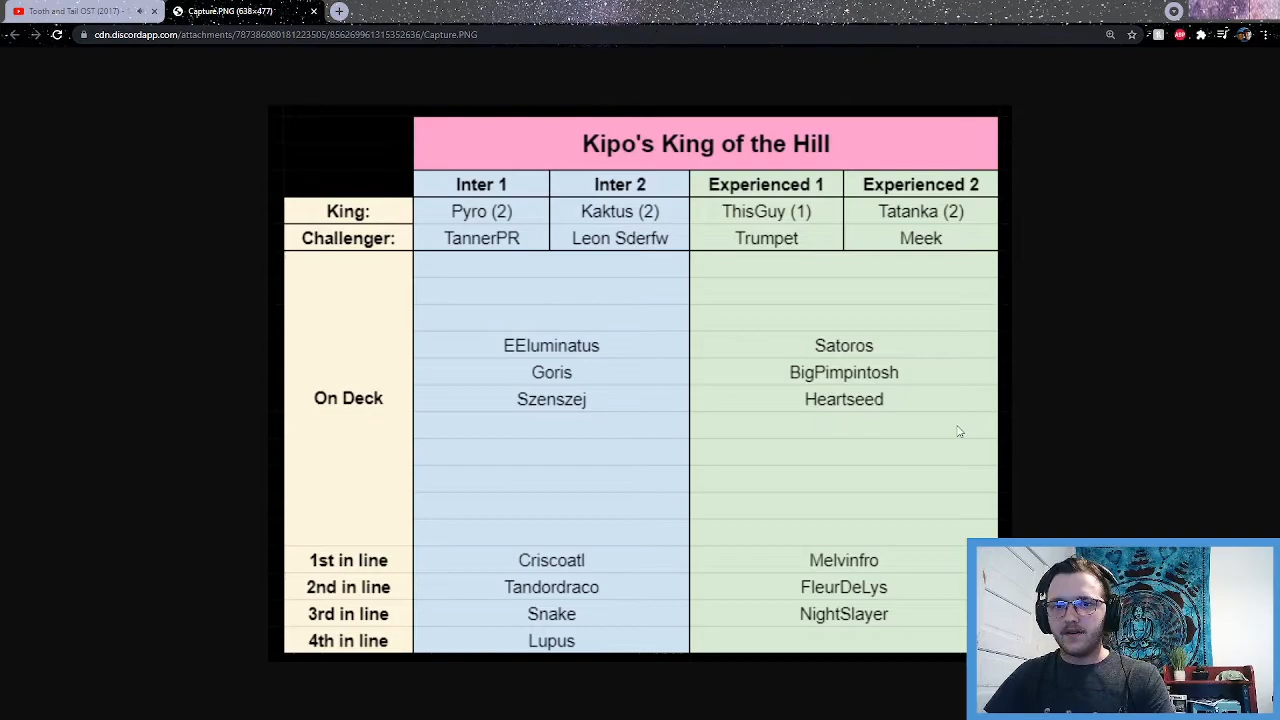 Tooth and Tail OST (2017) -
Capture.PNG (638×477)
cdn.discordapp.com/attachments/787386080181223505/856269961315352636/Capture.PNG
ABP
Kipo's King of the Hill
Inter 1 Inter 2 Experienced 1 Experienced 2
King: Pyro (2) Kaktus (2) ThisGuy (1) Tatanka (2)
Challenger: TannerPR Leon Sderfw Trumpet Meek
EEluminatus Satoros
Goris BigPimpintosh
On Deck Szenszej Heartseed
1st in line Criscoatl Melvinfro
2nd in line Tandordraco FleurDeLys
3rd in line Snake NightSlayer
4th in line Lupus